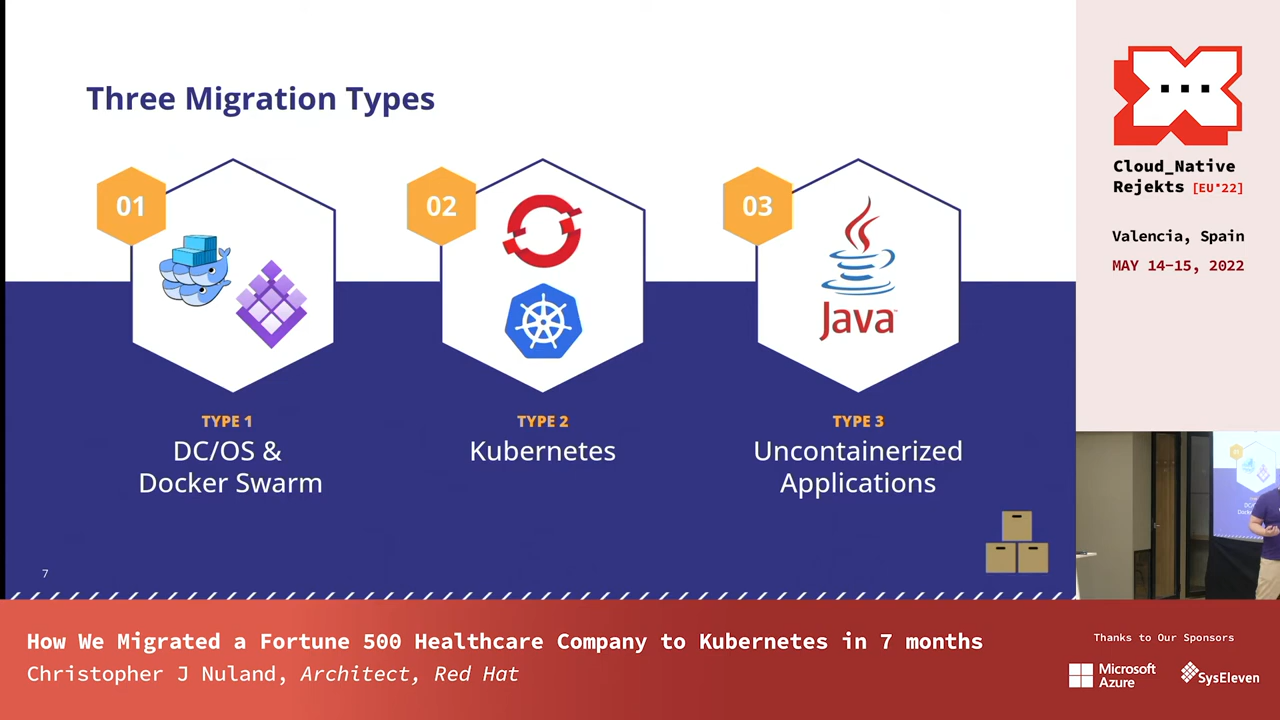 Three Migration Types
01
02
03
Java
TYPE 1
DC/OS &
Docker Swarm
TYPE 2
Kubernetes
TYPE 3
Uncontainerized
Applications
7
Cloud_Native
Rejekts [EU*22]
Valencia, Spain
MAY 14-15, 2022
How We Migrated a Fortune 500 Healthcare Company to Kubernetes in 7 months
Christopher J Nuland, Architect, Red Hat
Thanks to Our Sponsors
Microsoft
Azure
SysEleven